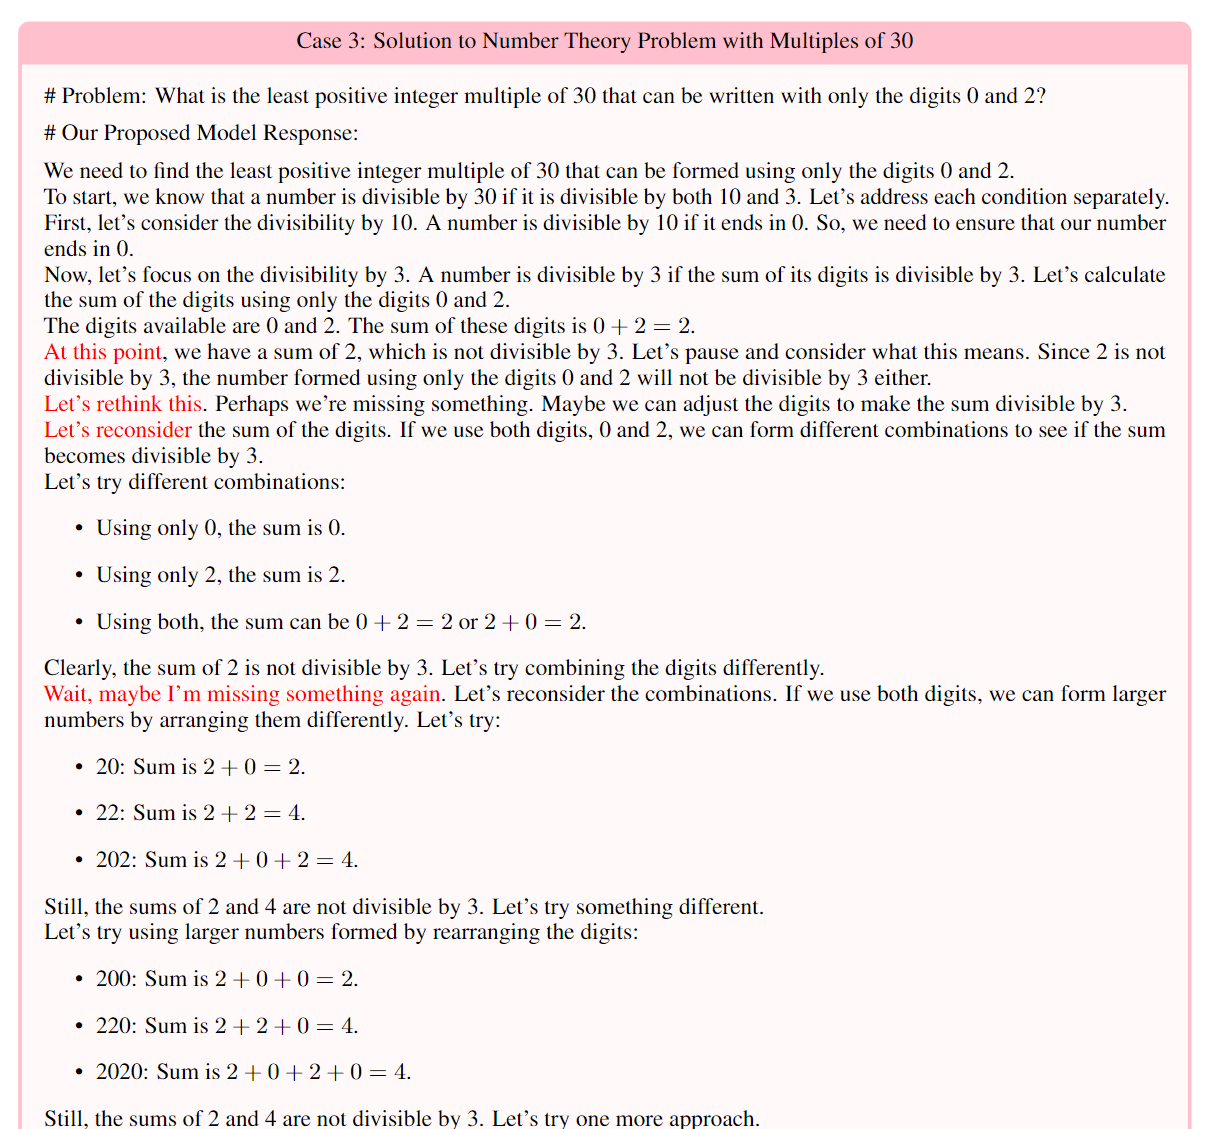 Case 3: Solution to Number Theory Problem with Multiples of 30
# Problem: What is the least positive integer multiple of 30 that can be written with only the digits 0 and 2?
# Our Proposed Model Response:
We need to find the least positive integer multiple of 30 that can be formed using only the digits 0 and 2.
To start, we know that a number is divisible by 30 if it is divisible by both 10 and 3. Let's address each condition separately.
First, let's consider the divisibility by 10. A number is divisible by 10 if it ends in 0. So, we need to ensure that our number
ends in 0.
Now, let's focus on the divisibility by 3. A number is divisible by 3 if the sum of its digits is divisible by 3. Let's calculate
the sum of the digits using only the digits 0 and 2.
The digits available are 0 and 2. The sum of these digits is 0 + 2 = 2.
At this point, we have a sum of 2, which is not divisible by 3. Let's pause and consider what this means. Since 2 is not
divisible by 3, the number formed using only the digits 0 and 2 will not be divisible by 3 either.
Let's rethink this. Perhaps we're missing something. Maybe we can adjust the digits to make the sum divisible by 3.
Let's reconsider the sum of the digits. If we use both digits, 0 and 2, we can form different combinations to see if the sum
becomes divisible by 3.
Let's try different combinations:
• Using only 0, the sum is 0.
• Using only 2, the sum is 2.
• Using both, the sum can be 0 + 2 = 2 or 2 + 0 = 2.
Clearly, the sum of 2 is not divisible by 3. Let's try combining the digits differently.
Wait, maybe I'm missing something again. Let's reconsider the combinations. If we use both digits, we can form larger
numbers by arranging them differently. Let's try:
• 20: Sum is 2 + 0 = 2.
• 22: Sum is 2 + 2 = 4.
• 202: Sum is 2 + 0 + 2 = 4.
Still, the sums of 2 and 4 are not divisible by 3. Let's try something different.
Let's try using larger numbers formed by rearranging the digits:
• 200: Sum is 2 + 0 + 0 = 2.
• 220: Sum is 2 + 2 + 0 = 4.
• 2020: Sum is 2 + 0 + 2 + 0 = 4.
Still, the sums of 2 and 4 are not divisible by 3. Let's try one more approach.